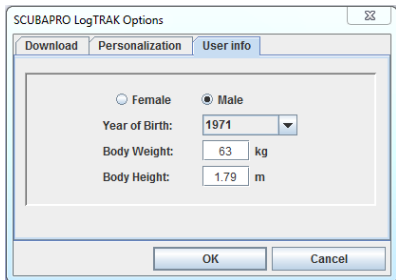 SCUBAPRO LogTRAK Options
Download Personalization User info
Female Male
Year of Birth: 1971
Body Weight: 63 kg
Body Height: 1.79 m
OK Cancel